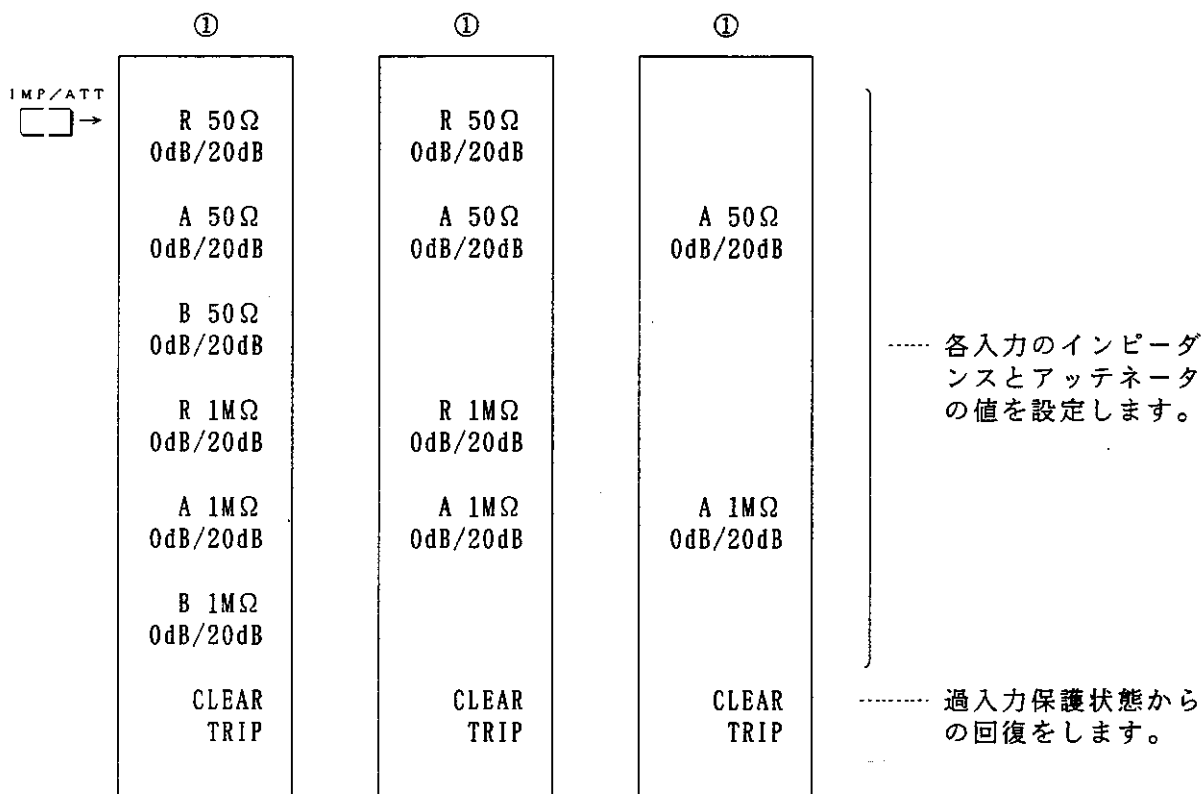 ① ① ①
IMP/ATT
→
R 50Ω
0dB/20dB
A 50Ω
0dB/20dB
B 50Ω
0dB/20dB
R 1MΩ
0dB/20dB
A 1MΩ
0dB/20dB
B 1MΩ
0dB/20dB
CLEAR
TRIP
R 50Ω
0dB/20dB
A 50Ω
0dB/20dB
R 1MΩ
0dB/20dB
A 1MΩ
0dB/20dB
CLEAR
TRIP
A 50Ω
0dB/20dB
A 1MΩ
0dB/20dB
CLEAR
TRIP
…… 各入力のインピーダ
ンスとアッテネータ
の値を設定します。
……… 過入力保護状態から
の回復をします。